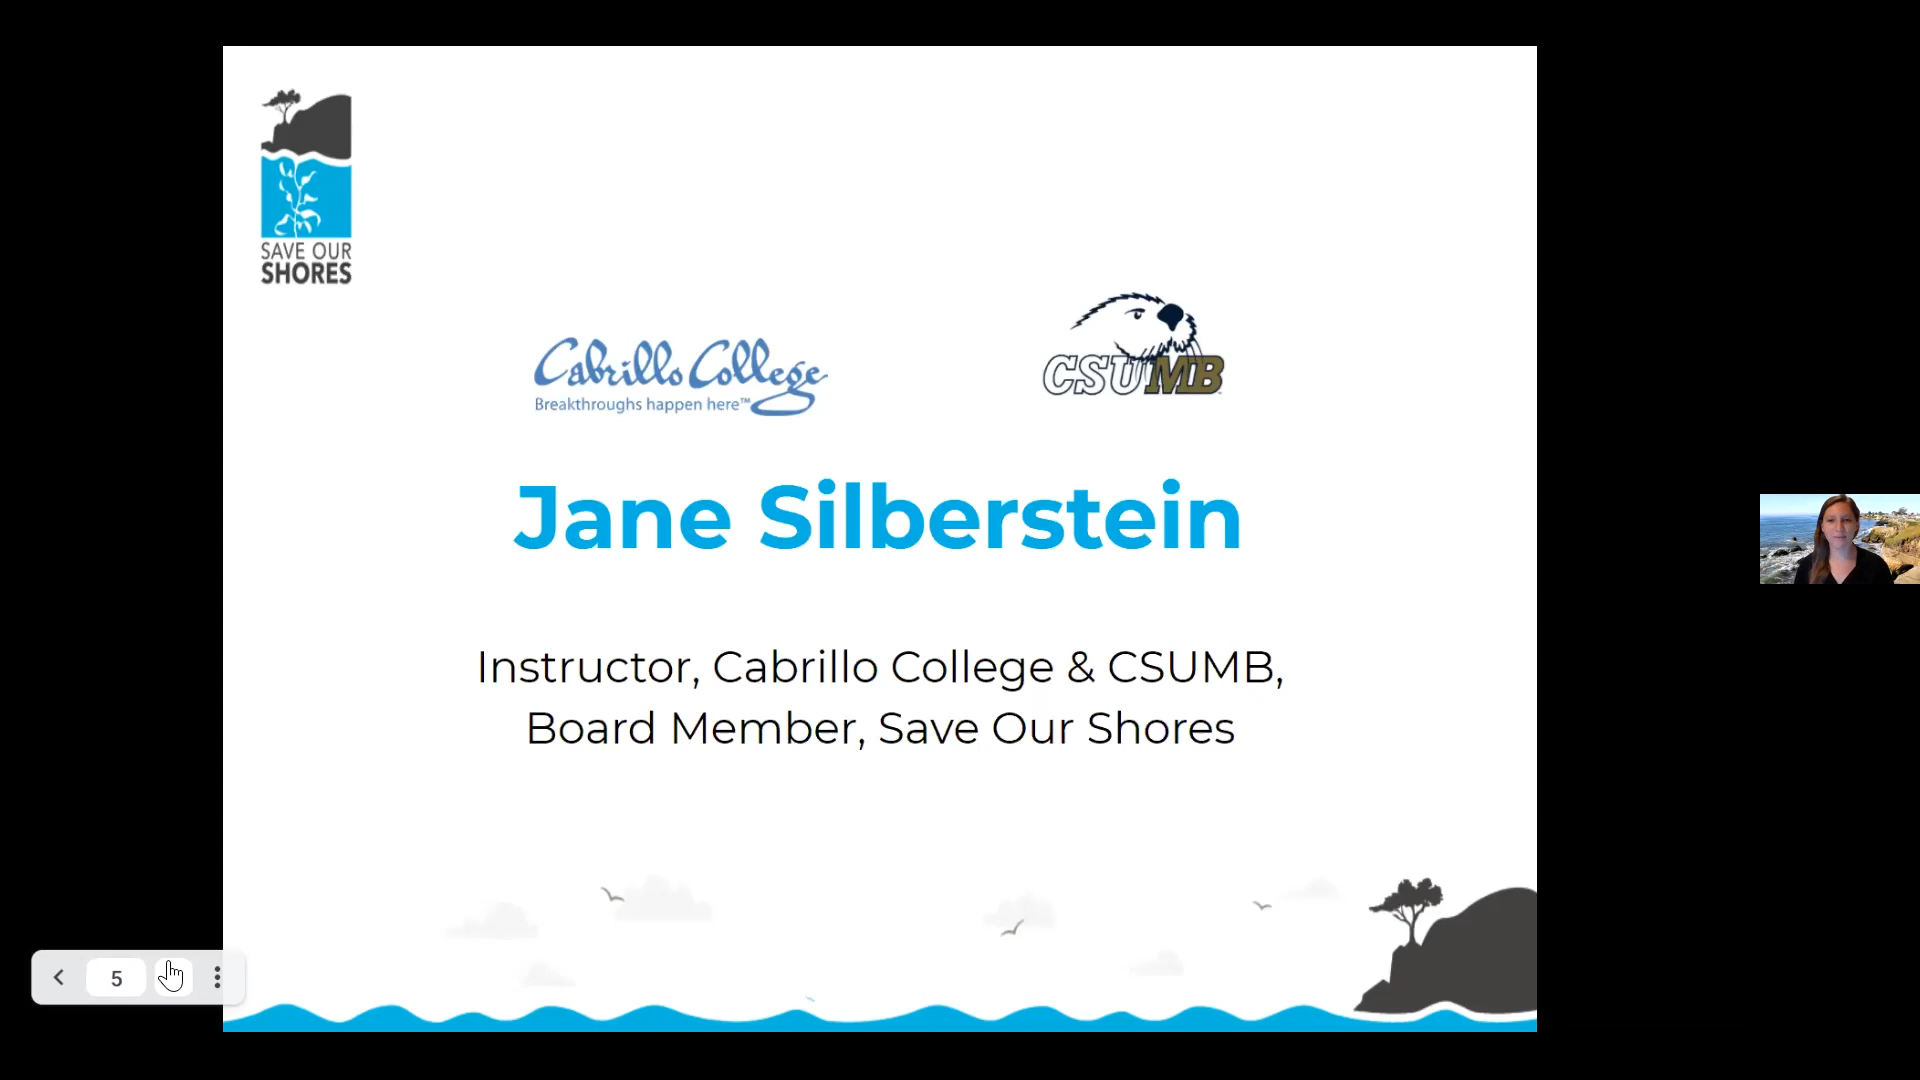 SAVE OUR
SHORES
Cabrillo College
Breakthroughs happen here™
CSUMB
Jane Silberstein
Instructor, Cabrillo College & CSUMB,
Board Member, Save Our Shores
5